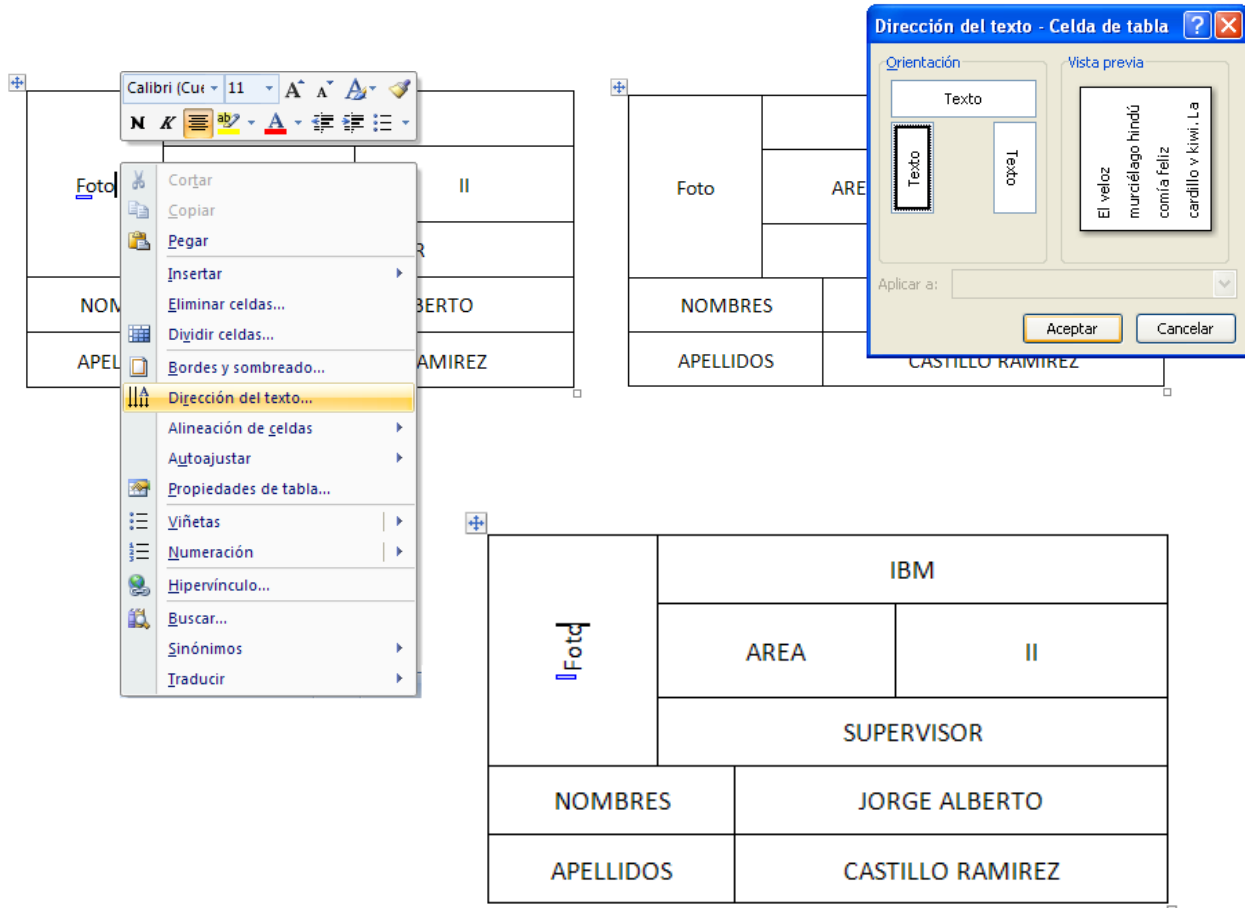 Calibri (Cue 11 A A A
N K ab A
Foto
II
R
NOM BERTO
APEL AMIREZ
Cortar
Copiar
Pegar
Insertar
Eliminar celdas...
Dividir celdas...
Bordes y sombreado...
Dirección del texto...
Alineación de celdas
Autoajustar
Propiedades de tabla...
Viñetas
Numeración
Hipervínculo...
Buscar...
Sinónimos
Traducir
Foto
ARE
NOMBRES
APELLIDOS CASTILLO RAMIREZ
Dirección del texto - Celda de tabla
Orientación
Texto
Texto
Texto
Vista previa
El veloz
murciélago hindú
comía feliz
cardillo y kiwi. La
Aplicar a:
Aceptar Cancelar
Foto
IBM
AREA II
SUPERVISOR
NOMBRES JORGE ALBERTO
APELLIDOS CASTILLO RAMIREZ